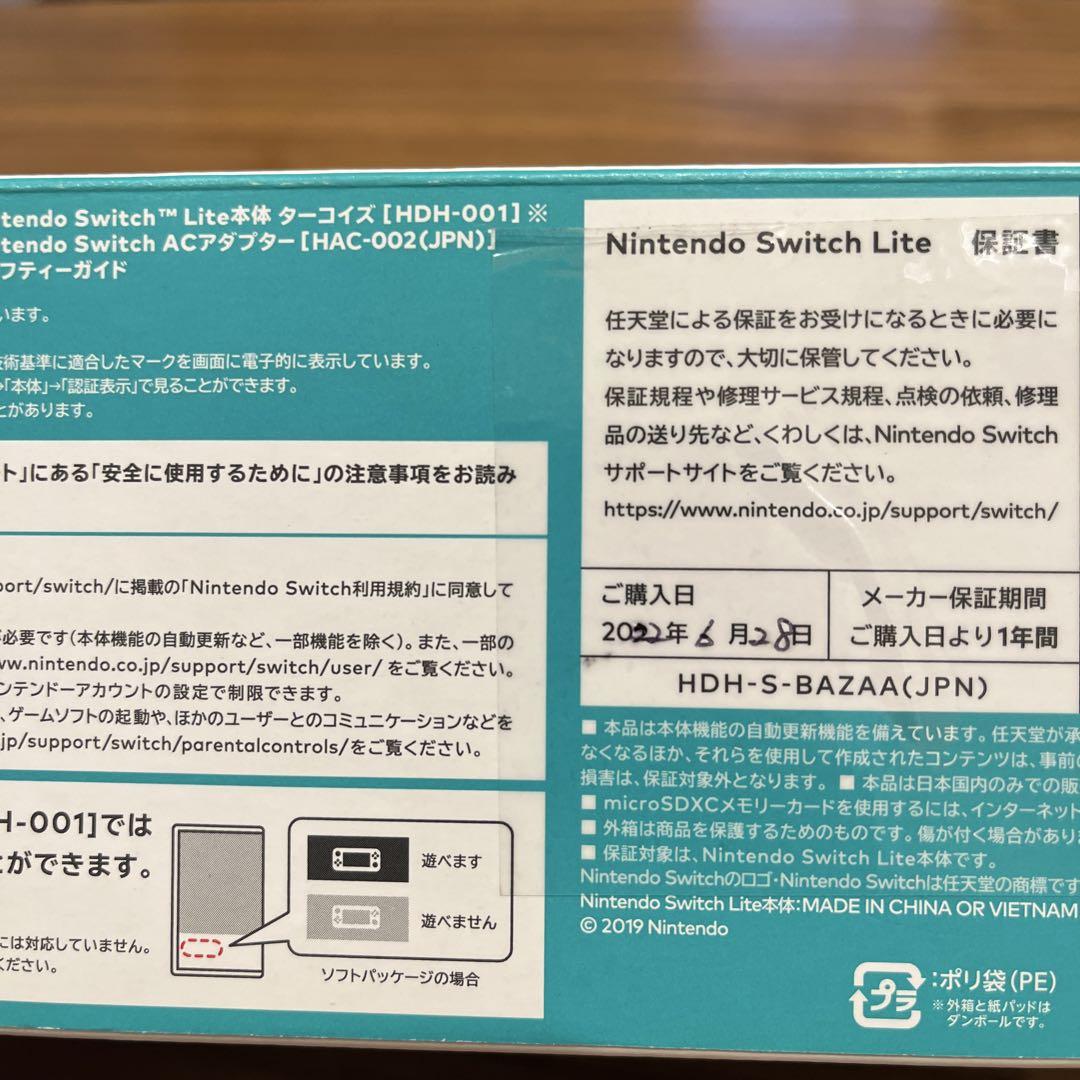 ntendo Switch™ Lite本体 ターコイズ [HDH-001] ※
ntendo Switch ACアダプター [HAC-002(JPN)]
フティーガイド
います。
技術基準に適合したマークを画面に電子的に表示しています。
→「本体」→「認証表示」で見ることができます。
とがあります。
ト」にある「安全に使用するために」の注意事項をお読み
port/switch/に掲載の「Nintendo Switch利用規約」に同意して
が必要です(本体機能の自動更新など、一部機能を除く)。また、一部の
ww.nintendo.co.jp/support/switch/user/ をご覧ください。
ンテンドーアカウントの設定で制限できます。
、ゲームソフトの起動や、ほかのユーザーとのコミュニケーションなどを
jp/support/switch/parentalcontrols/をご覧ください。
H-001]では
とができます。
には対応していません。
ください。
遊べます
遊べません
ソフトパッケージの場合
Nintendo Switch Lite 保証書
任天堂による保証をお受けになるときに必要に
なりますので、大切に保管してください。
保証規程や修理サービス規程、点検の依頼、修理
品の送り先など、くわしくは、Nintendo Switch
サポートサイトをご覧ください。
https://www.nintendo.co.jp/support/switch/
ご購入日
2022年 6 月 28日
メーカー保証期間
ご購入日より1年間
HDH-S-BAZAA(JPN)
■ 本品は本体機能の自動更新機能を備えています。任天堂が承
なくなるほか、それらを使用して作成されたコンテンツは、事前の
損害は、保証対象外となります。 ■ 本品は日本国内のみでの販
■ microSDXCメモリーカードを使用するには、インターネット
■ 外箱は商品を保護するためのものです。傷が付く場合があり
■ 保証対象は、Nintendo Switch Lite本体です。
Nintendo Switchのロゴ・Nintendo Switchは任天堂の商標です
Nintendo Switch Lite本体:MADE IN CHINA OR VIETNAM
© 2019 Nintendo
プラ
:ポリ袋(PE)
※外箱と紙パッドは
ダンボールです。